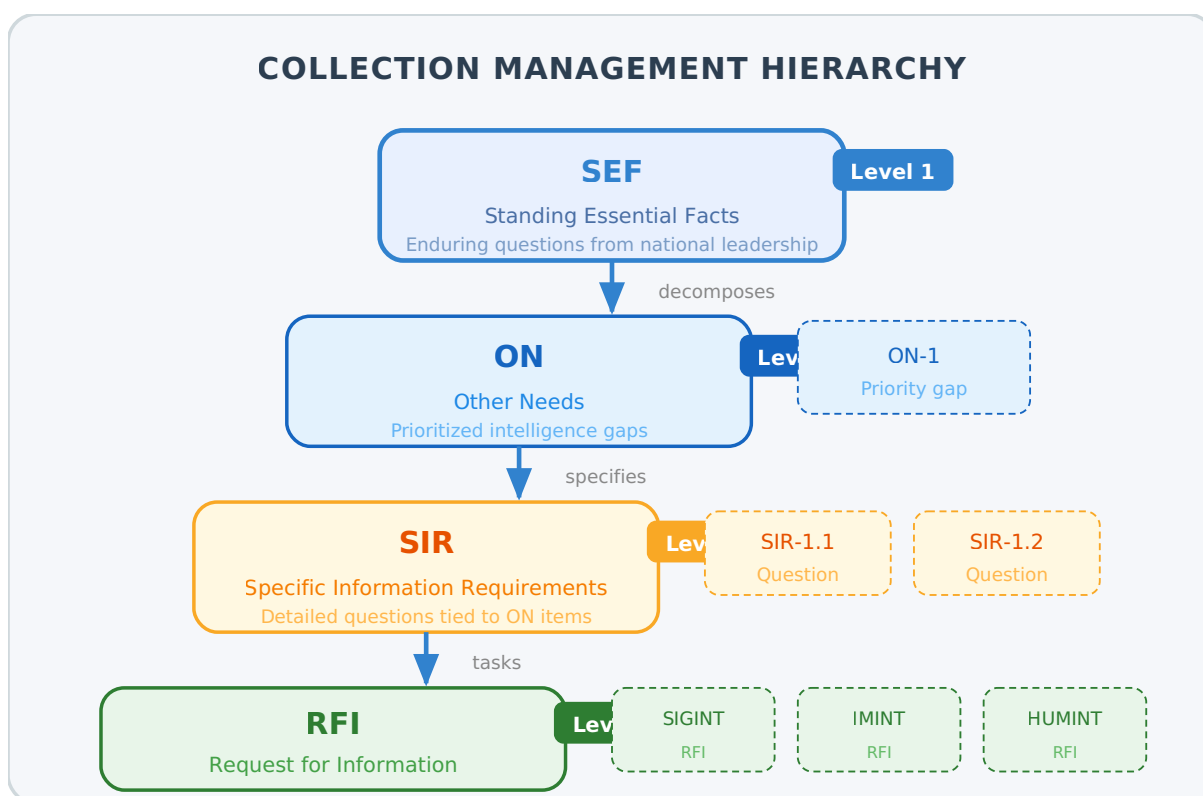 COLLECTION MANAGEMENT HIERARCHY
SEF
Level 1
Standing Essential Facts
Enduring questions from national leadership
decomposes
ON
Lev
ON-1
Other Needs
Priority gap
Prioritized intelligence gaps
specifies
SIR
Lev
SIR-1.1
SIR-1.2
Specific Information Requirements
Question
Question
Detailed questions tied to ON items
tasks
RFI
Lev
SIGINT
IMINT
HUMINT
Request for Information
RFI
RFI
RFI